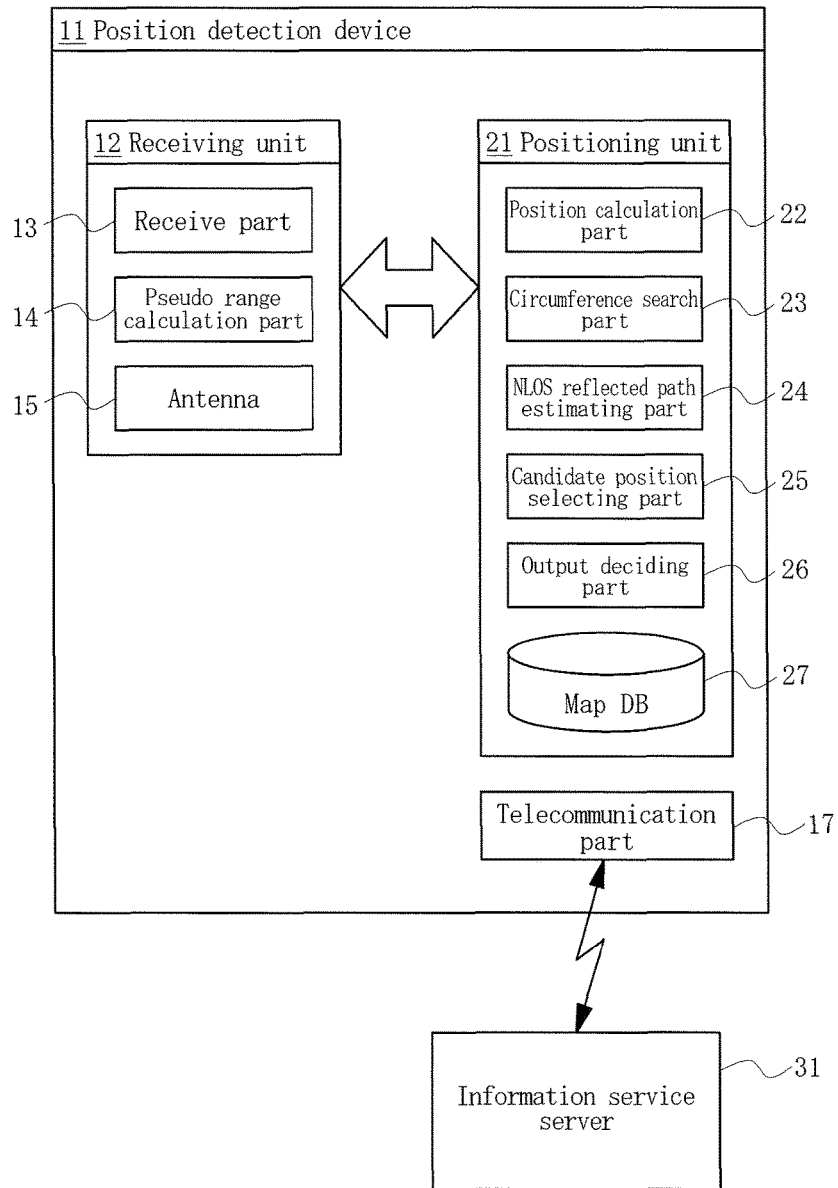 11 Position detection device
12 Receiving unit
13
Receive part
14
Pseudo range
calculation part
15
Antenna
21 Positioning unit
Position calculation
part
22
Circumference search
part
23
NLOS reflected path
estimating part
24
Candidate position
selecting part
25
Output deciding
part
26
Map DB
27
Telecommunication
part
17
Information service
server
31